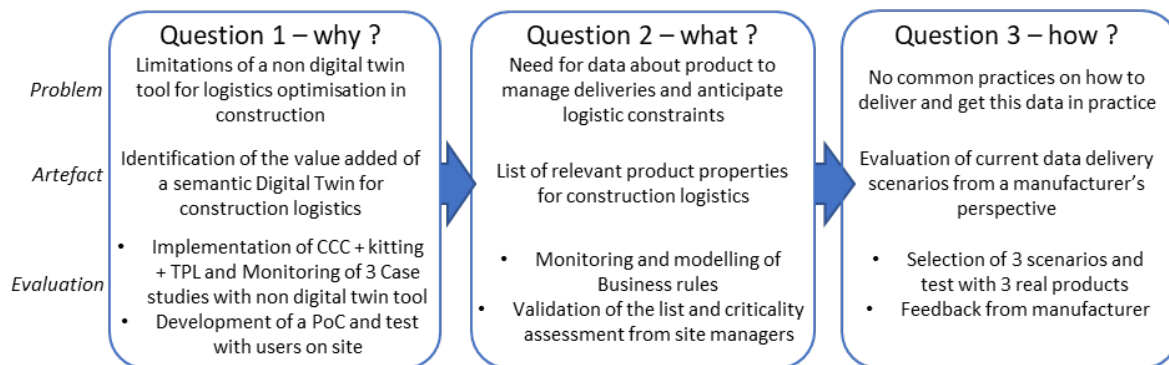 Question 1 – why ?
Problem
Limitations of a non digital twin
tool for logistics optimisation in
construction
Artefact
Identification of the value added of
a semantic Digital Twin for
construction logistics
Evaluation
• Implementation of CCC + kitting
+ TPL and Monitoring of 3 Case
studies with non digital twin tool
• Development of a PoC and test
with users on site
Question 2 – what ?
Need for data about product to
manage deliveries and anticipate
logistic constraints
List of relevant product properties
for construction logistics
• Monitoring and modelling of
Business rules
• Validation of the list and criticality
assessment from site managers
Question 3 – how ?
No common practices on how to
deliver and get this data in practice
Evaluation of current data delivery
scenarios from a manufacturer’s
perspective
• Selection of 3 scenarios and
test with 3 real products
• Feedback from manufacturer